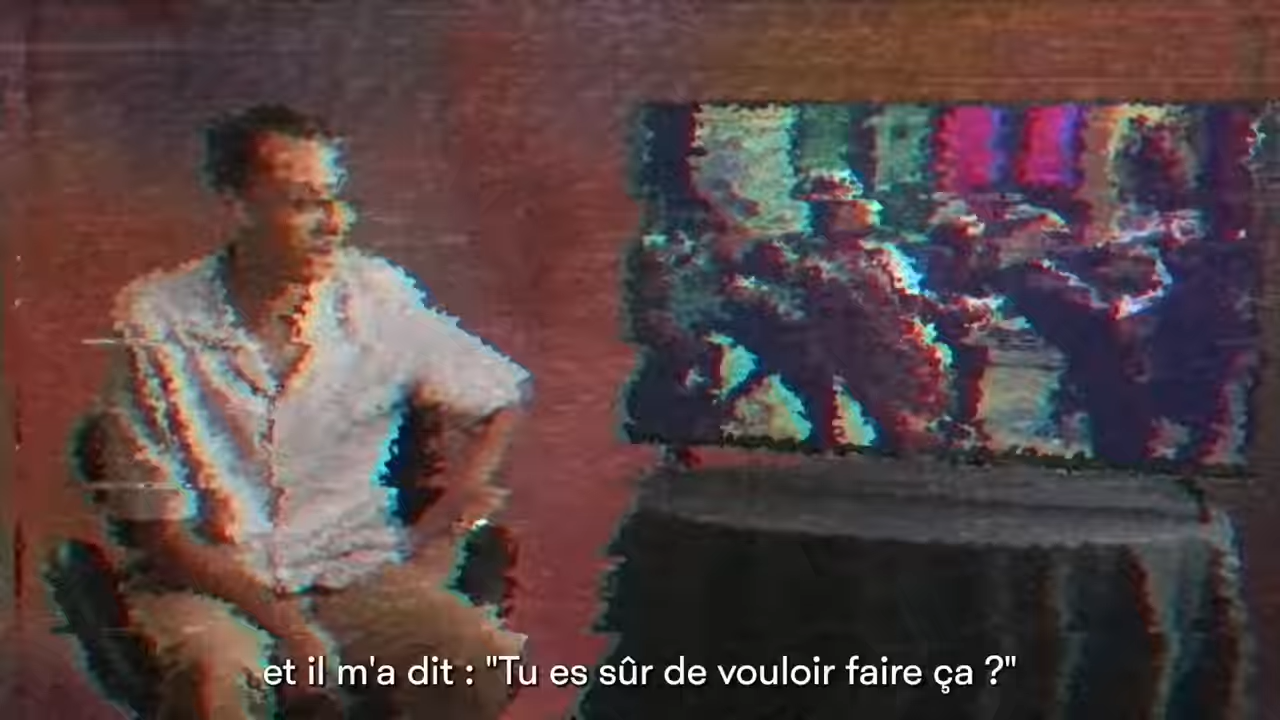 et il m'a dit : "Tu es sûr de vouloir faire ça ?"